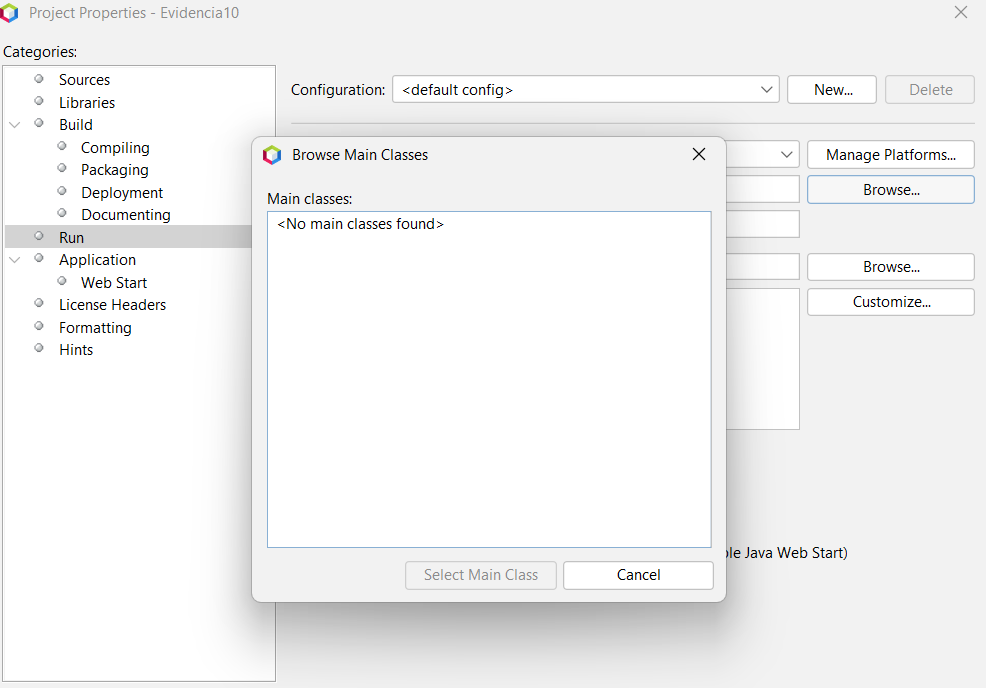 Project Properties - Evidencia10
Categories:
Sources
Libraries
Build
Compiling
Packaging
Deployment
Documenting
Run
Application
Web Start
License Headers
Formatting
Hints
Configuration: <default config> New... Delete
Manage Platforms...
Browse...
Browse...
Customize...
Java Web Start)
Browse Main Classes
Main classes:
<No main classes found>
Select Main Class Cancel